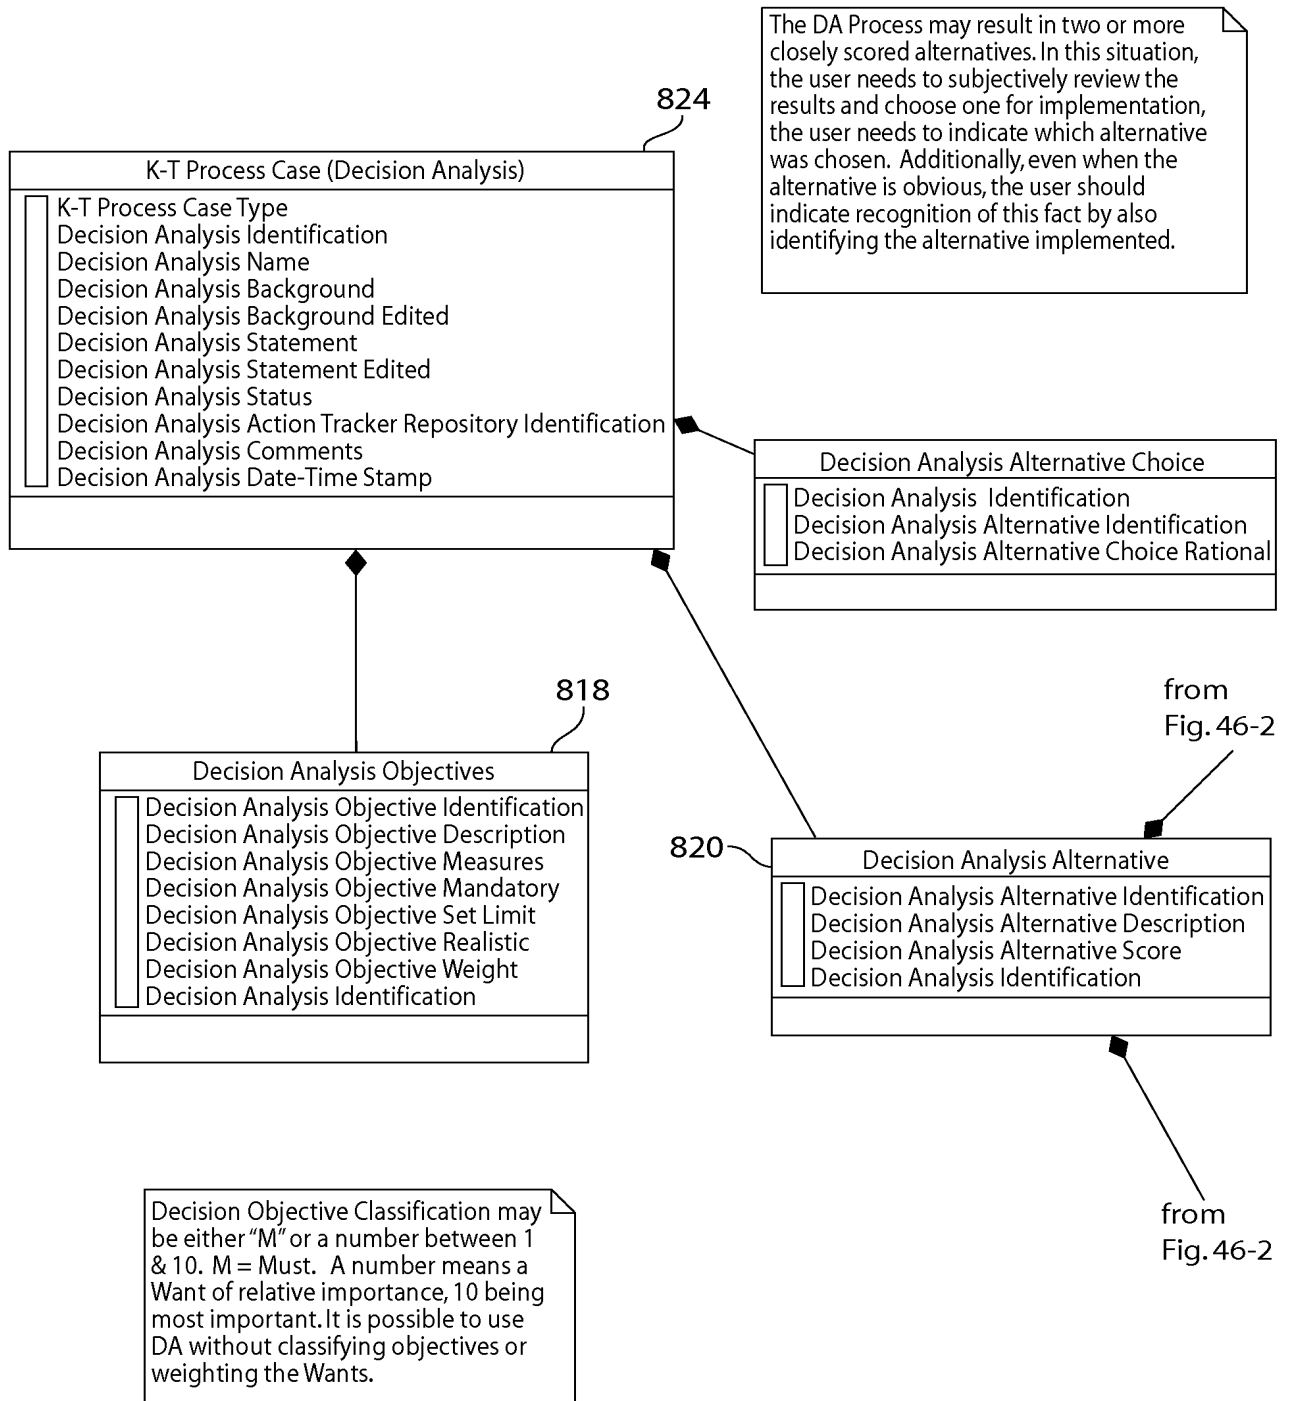 The DA Process may result in two or more
closely scored alternatives. In this situation,
the user needs to subjectively review the
results and choose one for implementation,
the user needs to indicate which alternative
was chosen. Additionally, even when the
alternative is obvious, the user should
indicate recognition of this fact by also
identifying the alternative implemented.
824
K-T Process Case (Decision Analysis)
K-T Process Case Type
Decision Analysis Identification
Decision Analysis Name
Decision Analysis Background
Decision Analysis Background Edited
Decision Analysis Statement
Decision Analysis Statement Edited
Decision Analysis Status
Decision Analysis Action Tracker Repository Identification
Decision Analysis Comments
Decision Analysis Date-Time Stamp
Decision Analysis Alternative Choice
Decision Analysis Identification
Decision Analysis Alternative Identification
Decision Analysis Alternative Choice Rational
818
Decision Analysis Objectives
Decision Analysis Objective Identification
Decision Analysis Objective Description
Decision Analysis Objective Measures
Decision Analysis Objective Mandatory
Decision Analysis Objective Set Limit
Decision Analysis Objective Realistic
Decision Analysis Objective Weight
Decision Analysis Identification
from
Fig. 46-2
820
Decision Analysis Alternative
Decision Analysis Alternative Identification
Decision Analysis Alternative Description
Decision Analysis Alternative Score
Decision Analysis Identification
from
Fig. 46-2
Decision Objective Classification may
be either "M" or a number between 1
& 10. M = Must. A number means a
Want of relative importance, 10 being
most important. It is possible to use
DA without classifying objectives or
weighting the Wants.